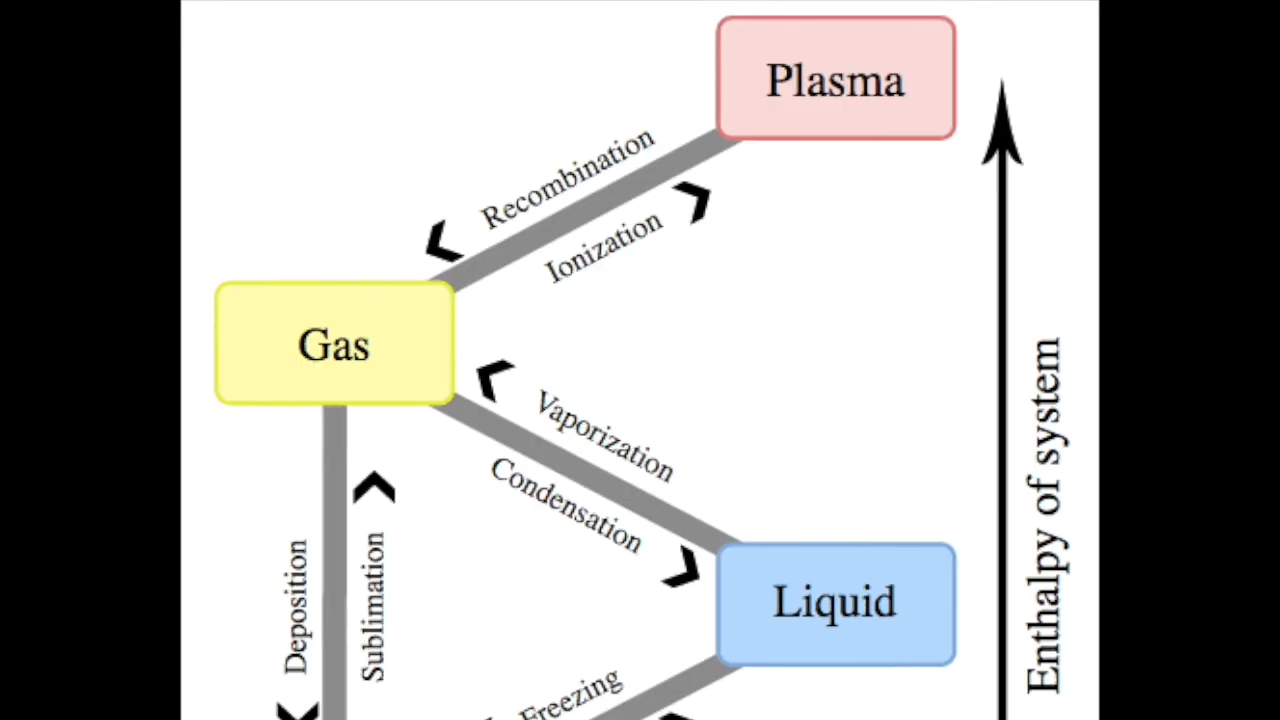 Plasma
Recombination
Ionization
Gas
Vaporization
Condensation
Enthalpy of system
Deposition
Sublimation
Liquid
Freezing